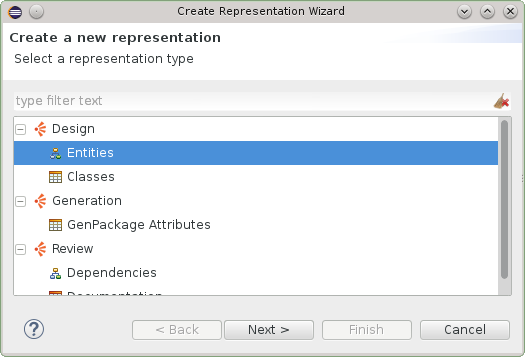 Create Representation Wizard
Create a new representation
Select a representation type
type filter text
Design
Entities
Classes
Generation
GenPackage Attributes
Review
Dependencies
Documentation
?
< Back
Next >
Finish
Cancel